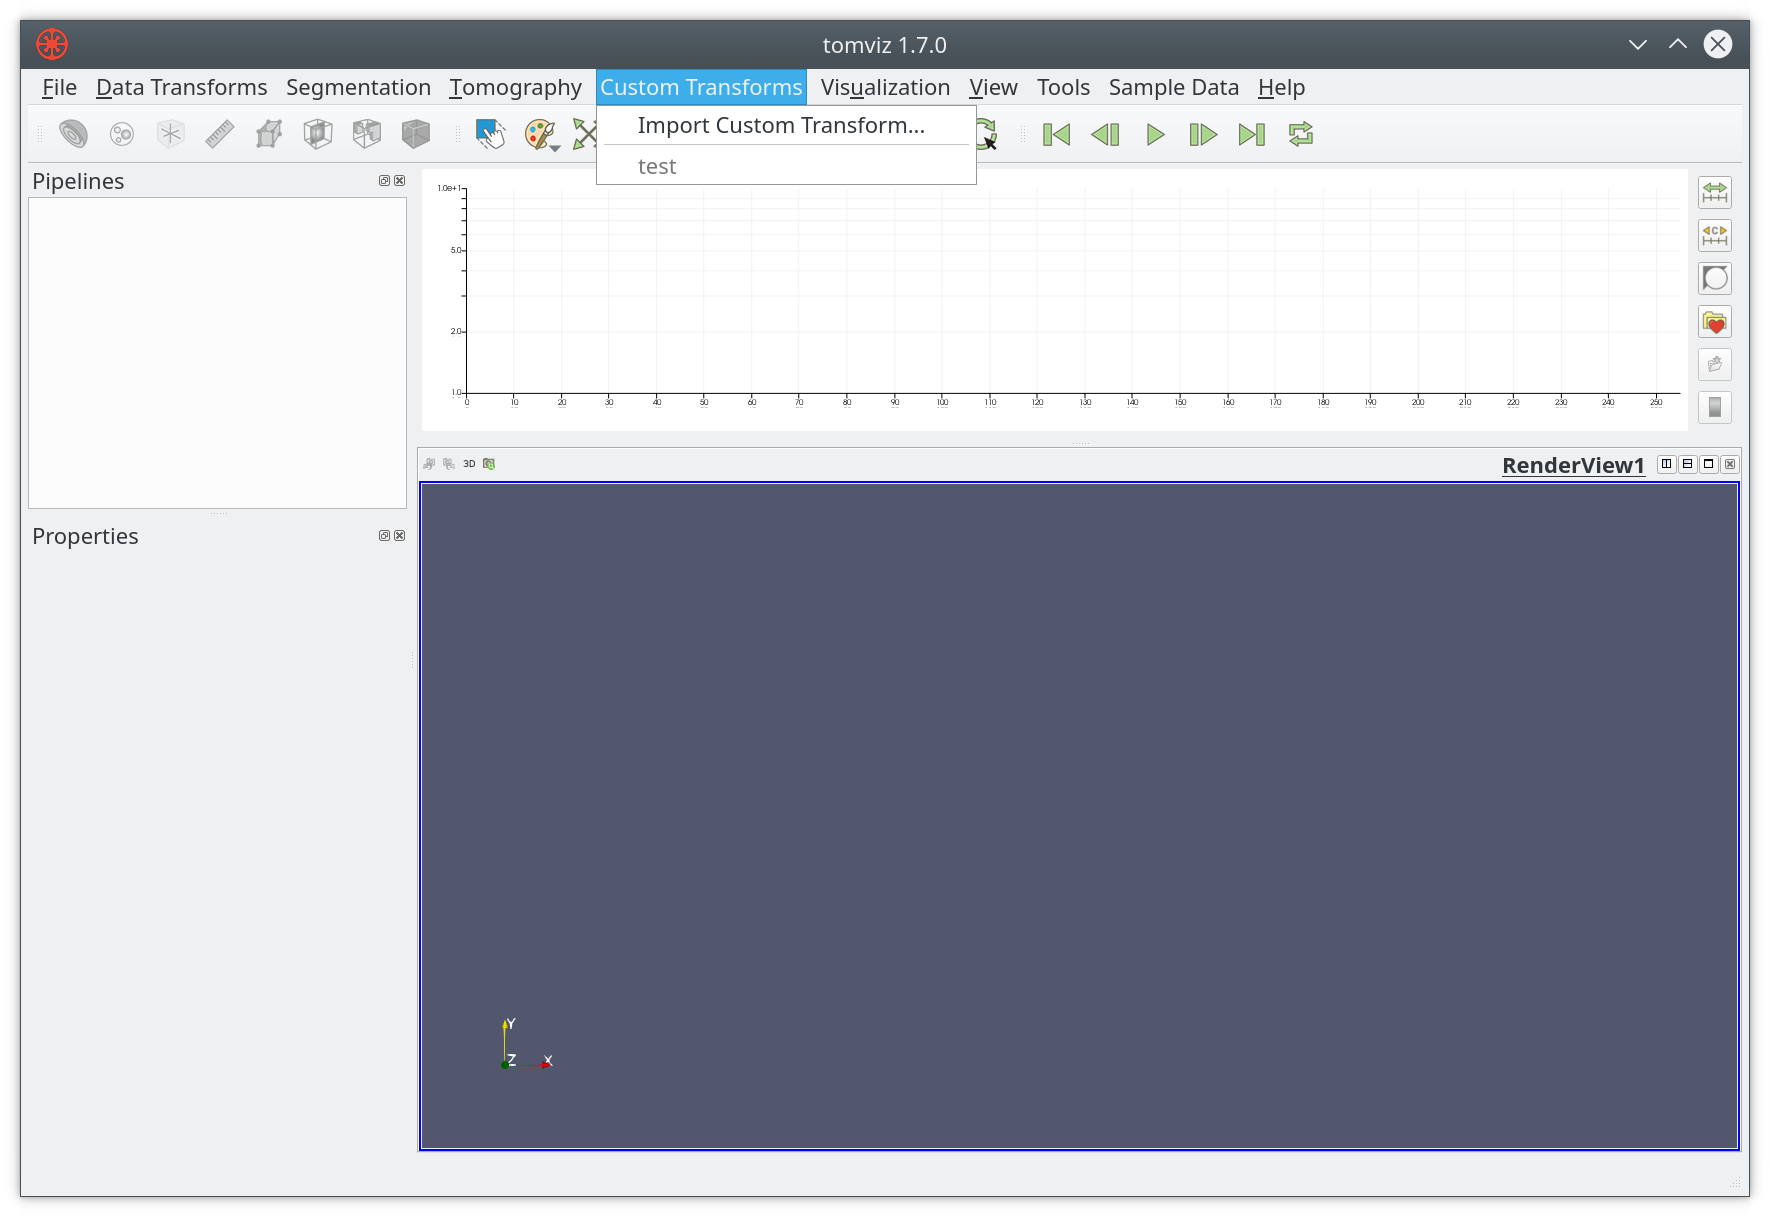 tomviz 1.7.0
File Data Transforms Segmentation Tomography Custom Transforms Visualization View Tools Sample Data Help
Import Custom Transform...
test
Pipelines
1.0e+1
5.0
2.0
1.0
0 10 20 30 40 50 60 70 80 90 100 110 120 130 140 150 160 170 180 190 200 210 220 230 240 250
3D
RenderView1
Properties
Y
Z X